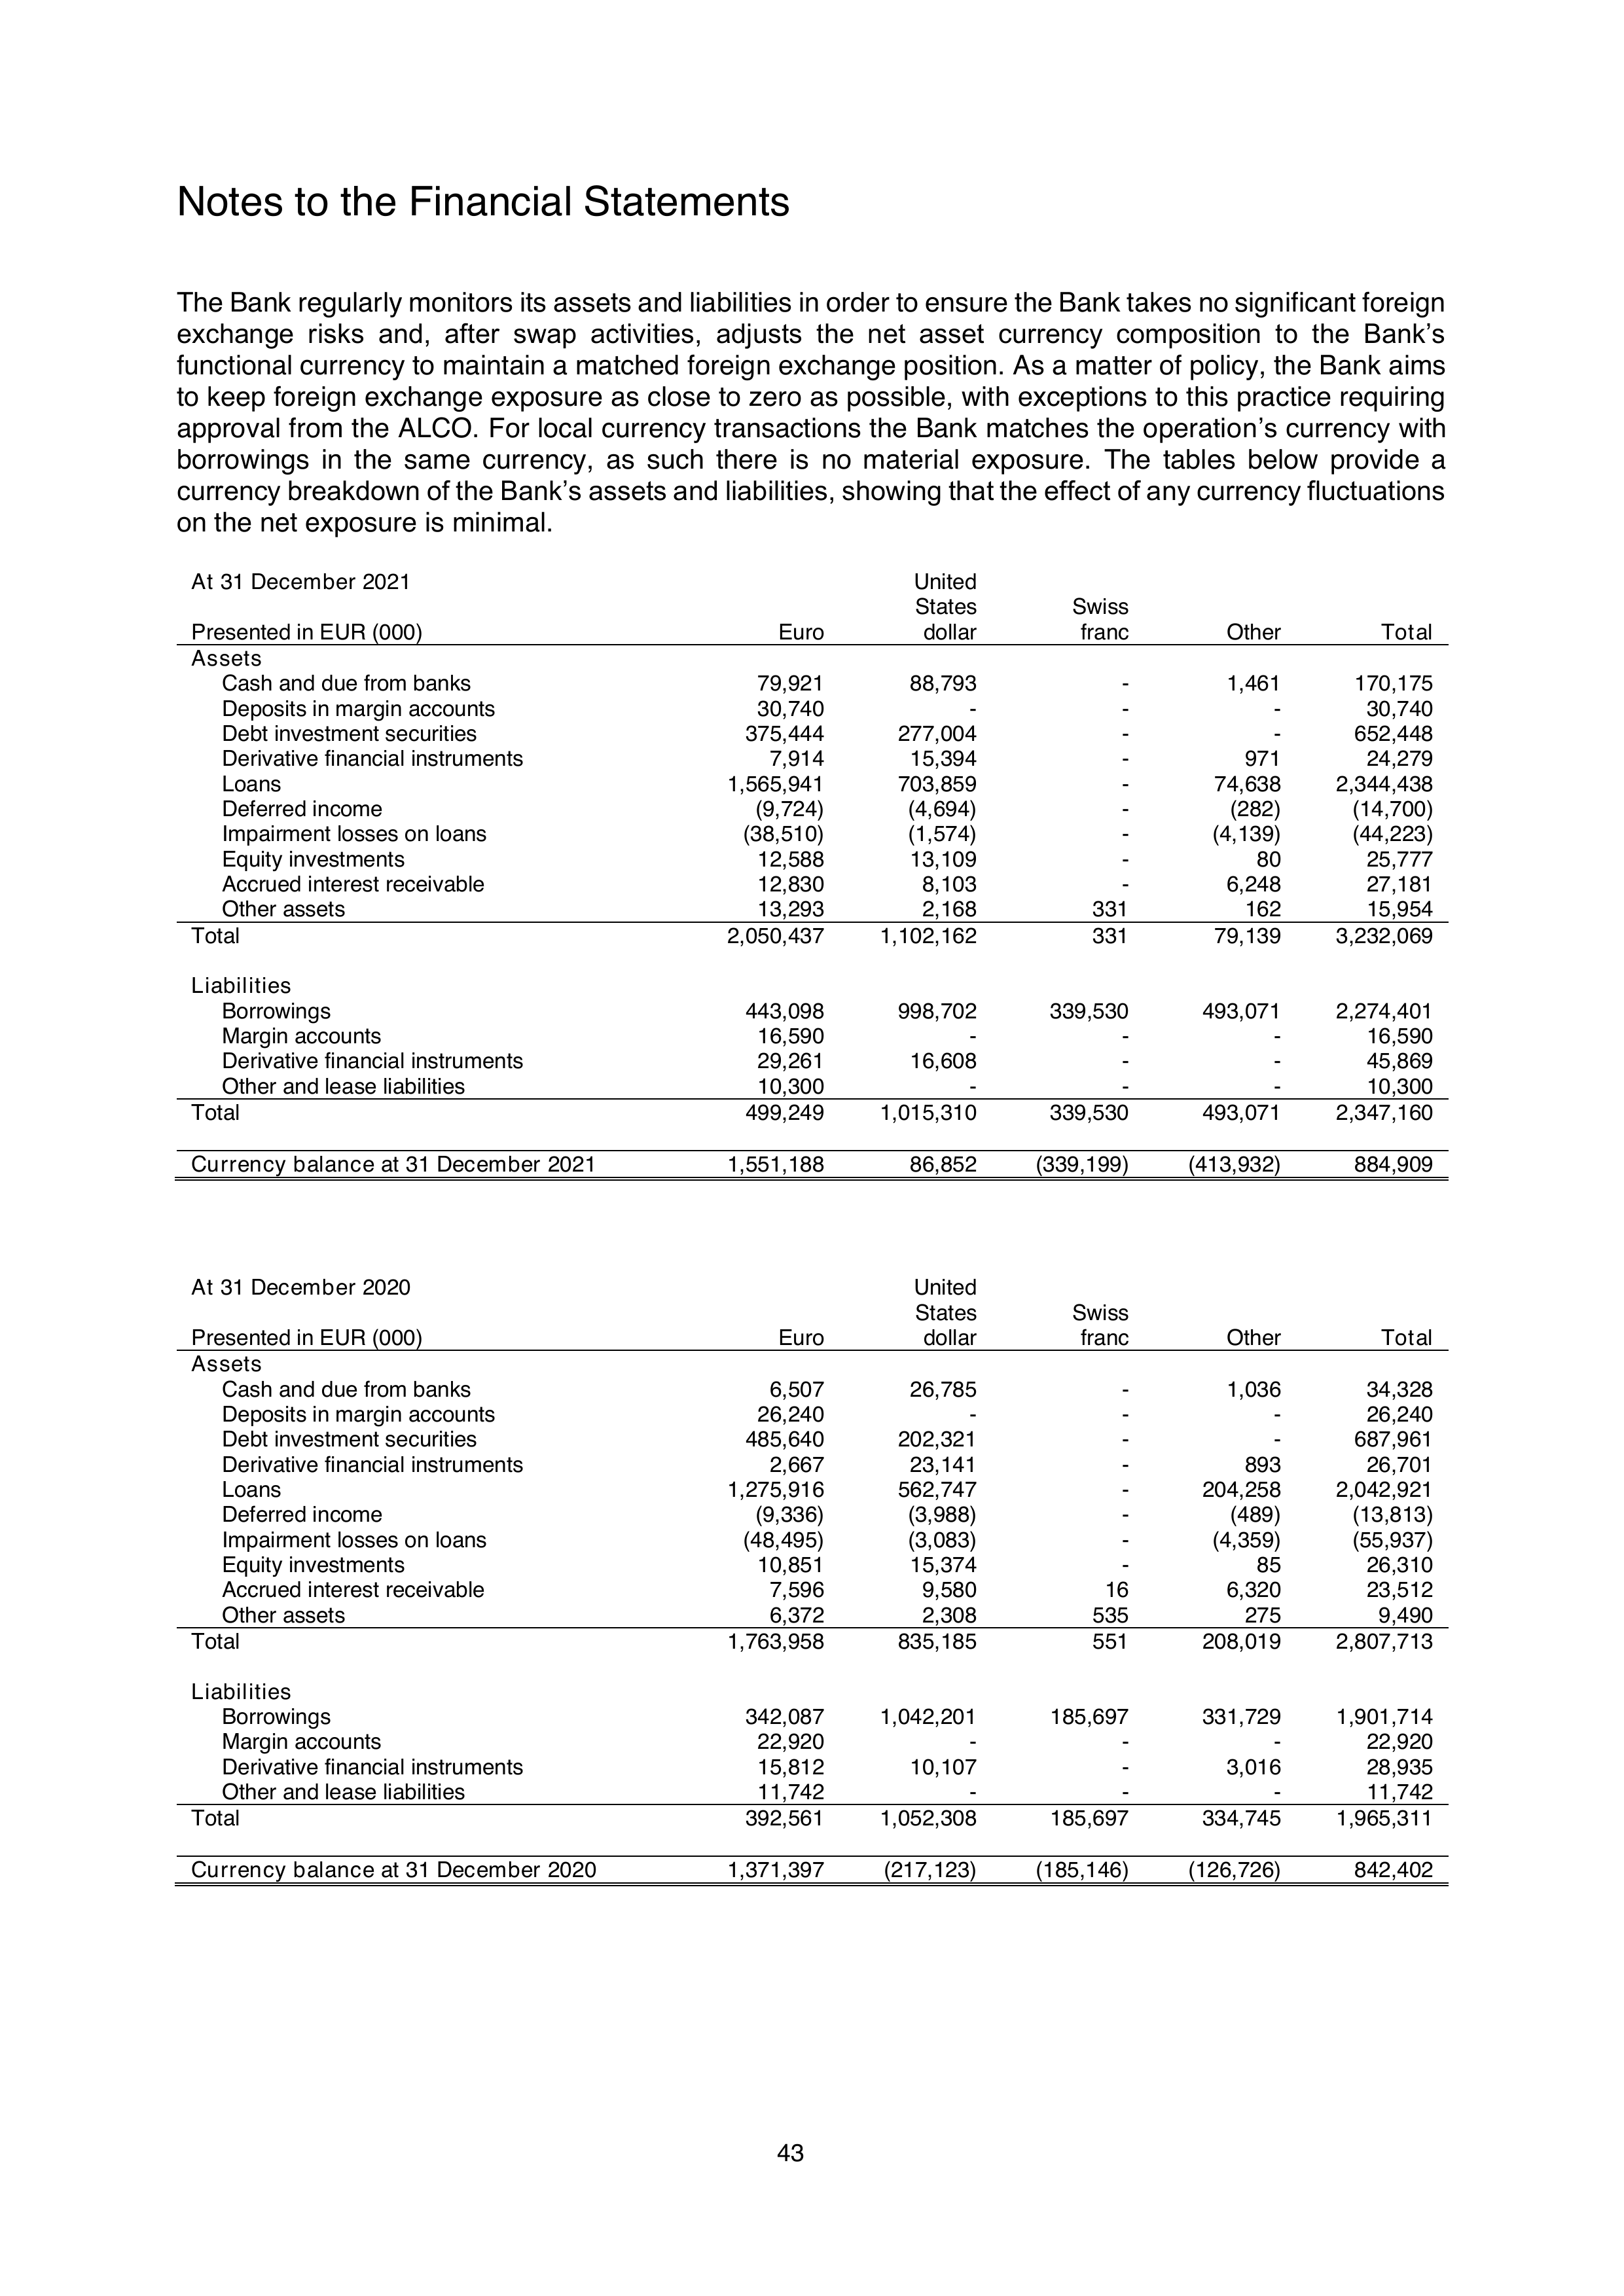 Notes to the Financial Statements
The Bank regularly monitors its assets and liabilities in order to ensure the Bank takes no significant foreign
exchange risks and, after swap activities, adjusts the net asset currency composition to the Bank's
functional currency to maintain a matched foreign exchange position. As a matter of policy, the Bank aims
to keep foreign exchange exposure as close to zero as possible, with exceptions to this practice requiring
approval from the ALCO. For local currency transactions the Bank matches the operation's currency with
borrowings in the same currency, as such there is no material exposure. The tables below provide a
currency breakdown of the Bank's assets and liabilities, showing that the effect of any currency fluctuations
on the net exposure is minimal.
At 31 December 2021 United
States Swiss
Presented in EUR (000) Euro dollar franc Other Total
Assets
Cash and due from banks 79,921 88,793 - 1,461 170,175
Deposits in margin accounts 30,740 - - - 30,740
Debt investment securities 375,444 277,004 - - 652,448
Derivative financial instruments 7,914 15,394 - 971 24,279
Loans 1,565,941 703,859 - 74,638 2,344,438
Deferred income (9,724) (4,694) - (282) (14,700)
Impairment losses on loans (38,510) (1,574) - (4,139) (44,223)
Equity investments 12,588 13,109 - 80 25,777
Accrued interest receivable 12,830 8,103 - 6,248 27,181
Other assets 13,293 2,168 331 162 15,954
Total 2,050,437 1,102,162 331 79,139 3,232,069
Liabilities
Borrowings 443,098 998,702 339,530 493,071 2,274,401
Margin accounts 16,590 - - - 16,590
Derivative financial instruments 29,261 16,608 - - 45,869
Other and lease liabilities 10,300 - - - 10,300
Total 499,249 1,015,310 339,530 493,071 2,347,160
Currency balance at 31 December 2021 1,551,188 86,852 (339,199) (413,932) 884,909
At 31 December 2020 United
States Swiss
Presented in EUR (000) Euro dollar franc Other Total
Assets
Cash and due from banks 6,507 26,785 - 1,036 34,328
Deposits in margin accounts 26,240 - - - 26,240
Debt investment securities 485,640 202,321 - - 687,961
Derivative financial instruments 2,667 23,141 - 893 26,701
Loans 1,275,916 562,747 - 204,258 2,042,921
Deferred income (9,336) (3,988) - (489) (13,813)
Impairment losses on loans (48,495) (3,083) - (4,359) (55,937)
Equity investments 10,851 15,374 - 85 26,310
Accrued interest receivable 7,596 9,580 16 6,320 23,512
Other assets 6,372 2,308 535 275 9,490
Total 1,763,958 835,185 551 208,019 2,807,713
Liabilities
Borrowings 342,087 1,042,201 185,697 331,729 1,901,714
Margin accounts 22,920 - - - 22,920
Derivative financial instruments 15,812 10,107 - 3,016 28,935
Other and lease liabilities 11,742 - - - 11,742
Total 392,561 1,052,308 185,697 334,745 1,965,311
Currency balance at 31 December 2020 1,371,397 (217,123) (185,146) (126,726) 842,402
43